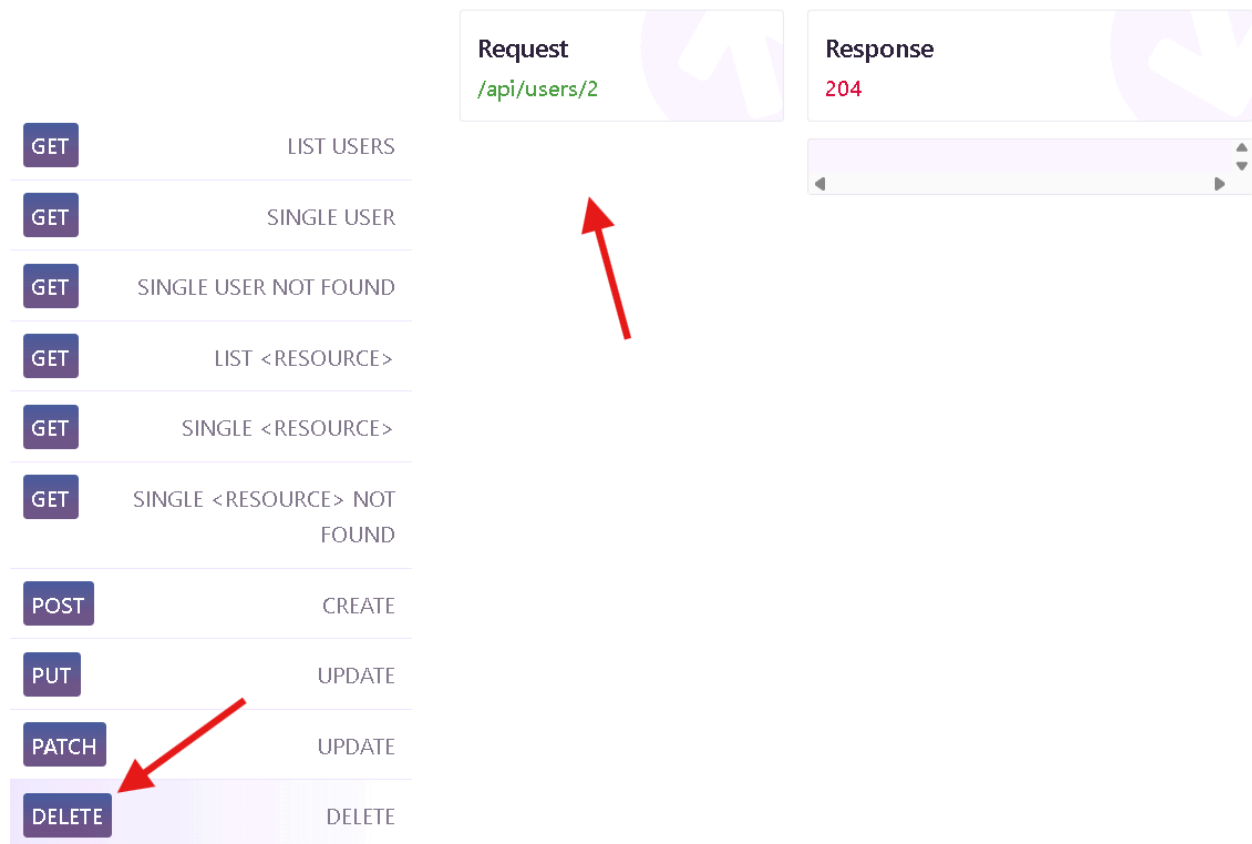 Request
/api/users/2
Response
204
GET LIST USERS
GET SINGLE USER
GET SINGLE USER NOT FOUND
GET LIST <RESOURCE>
GET SINGLE <RESOURCE>
GET SINGLE <RESOURCE> NOT
FOUND
POST CREATE
PUT UPDATE
PATCH UPDATE
DELETE DELETE